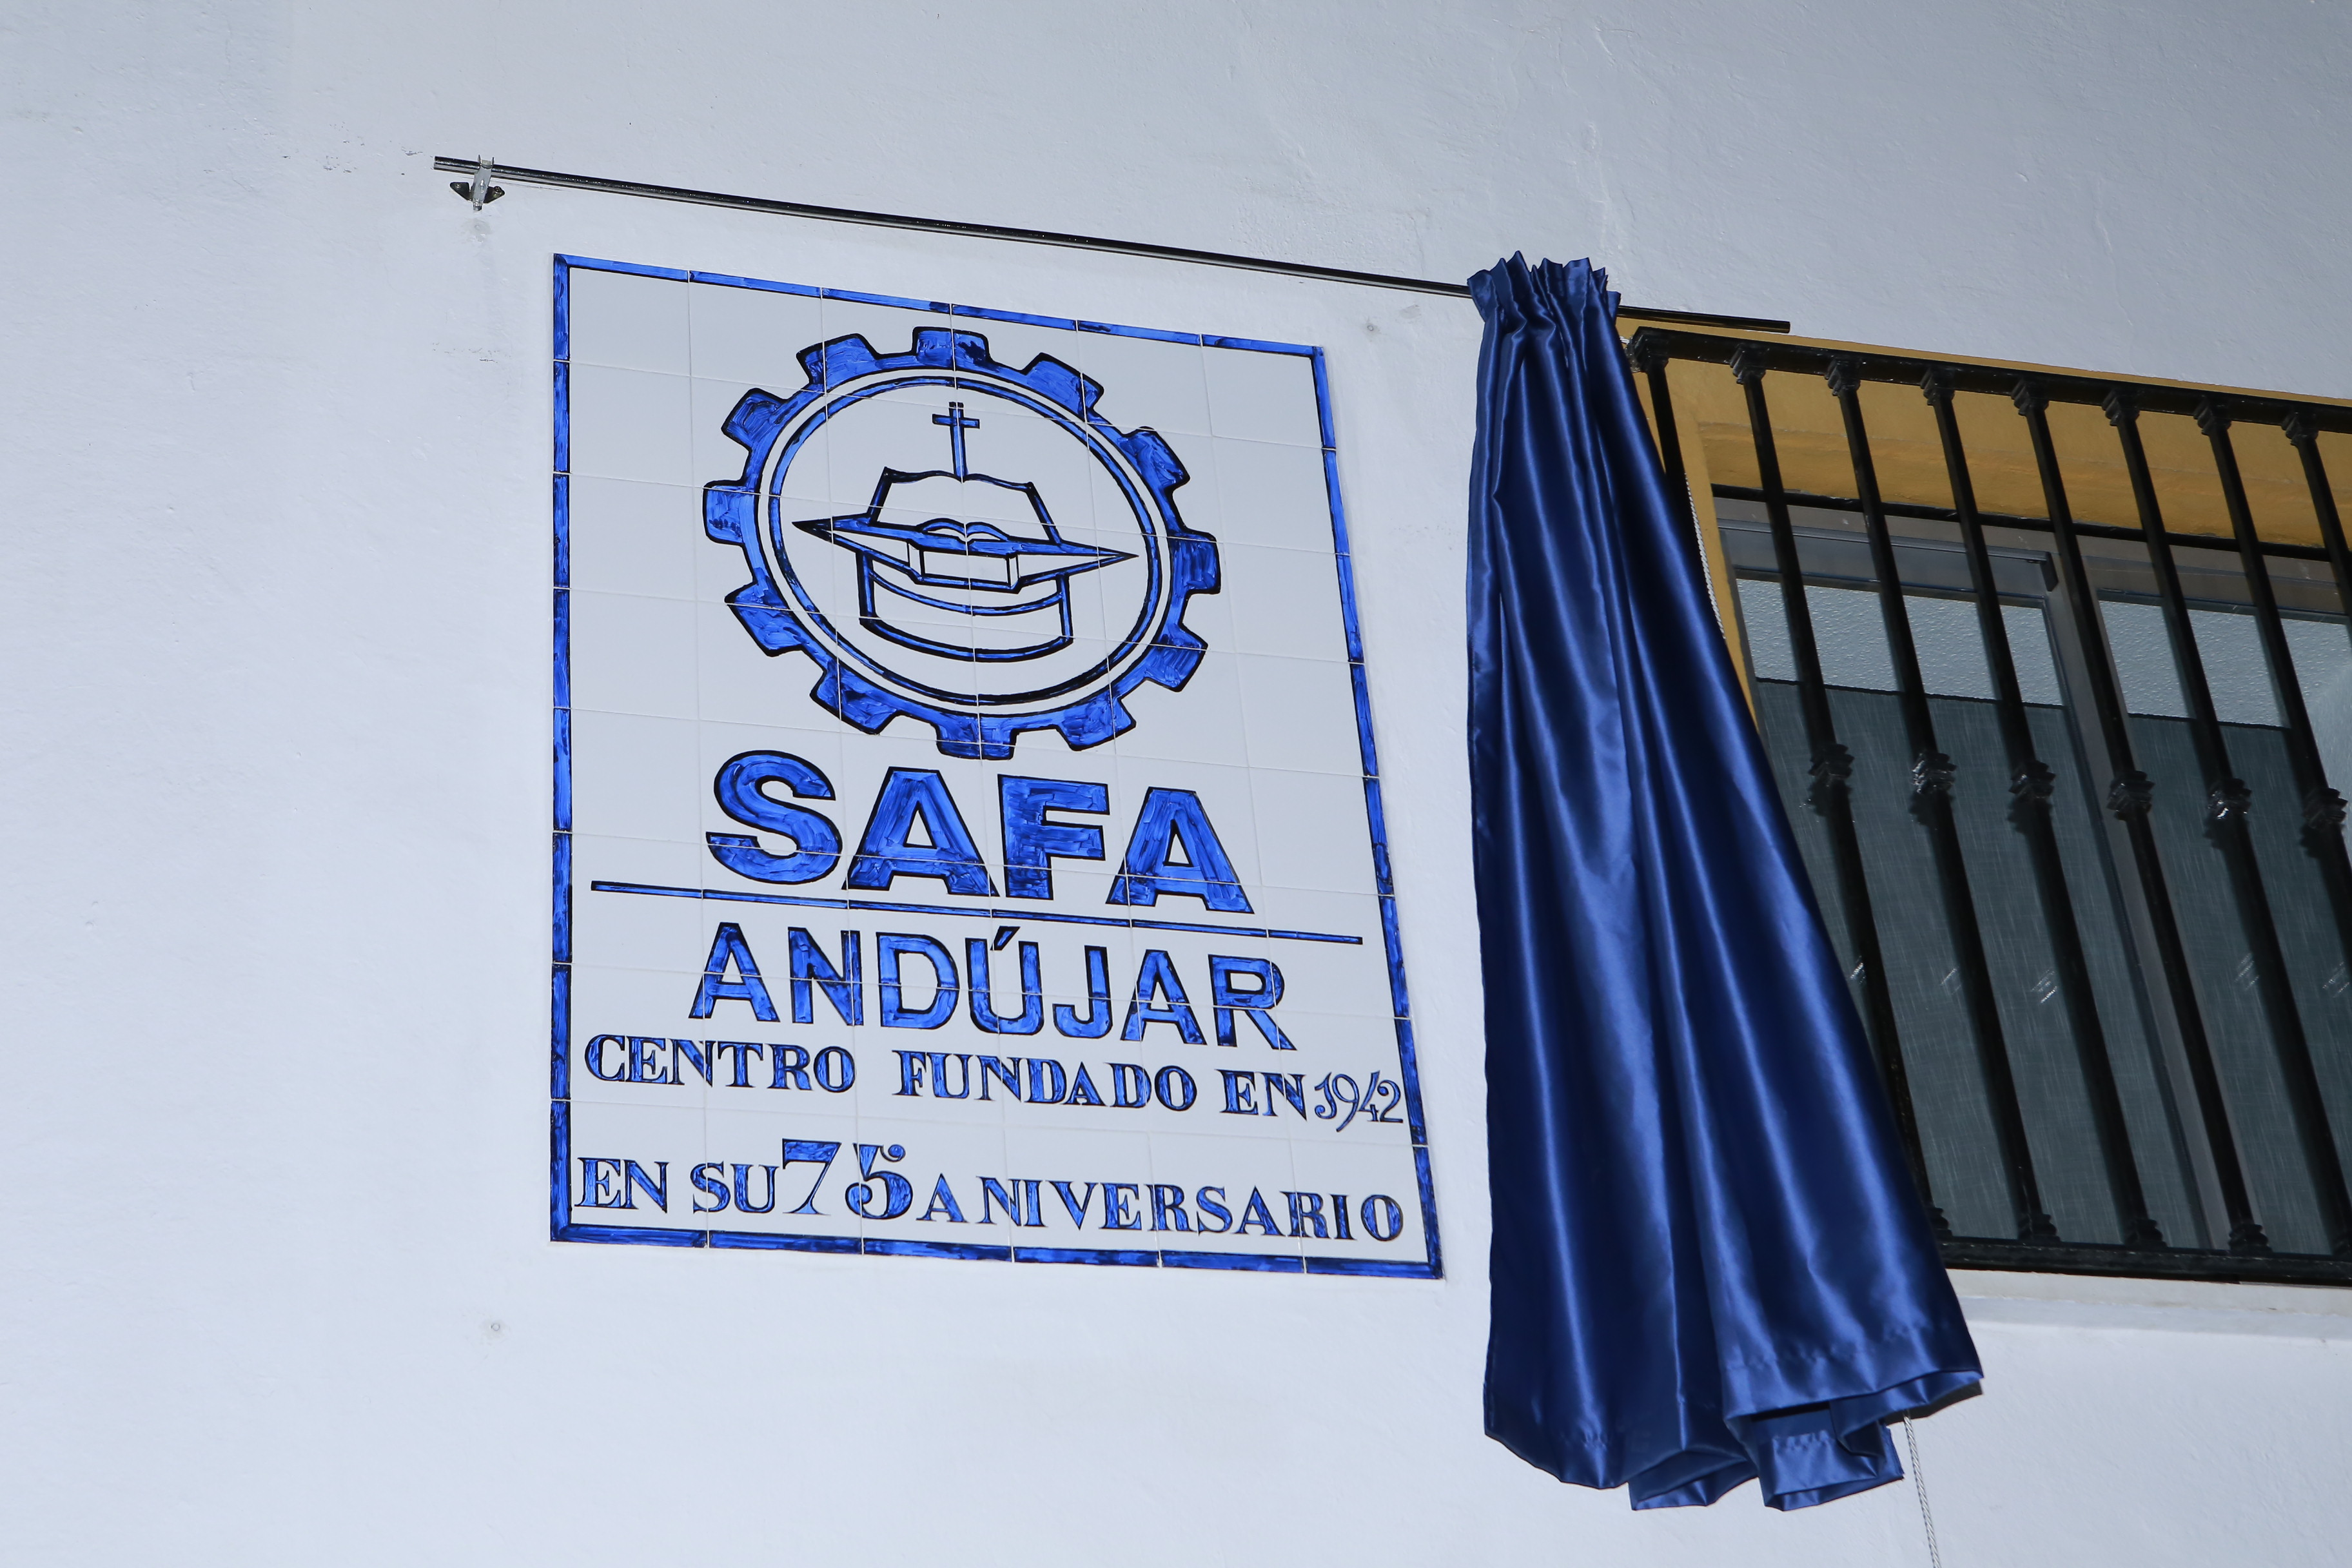 SAFA
ANDÚJAR
CENTRO FUNDADO EN 1942
EN SU 75 ANIVERSARIO